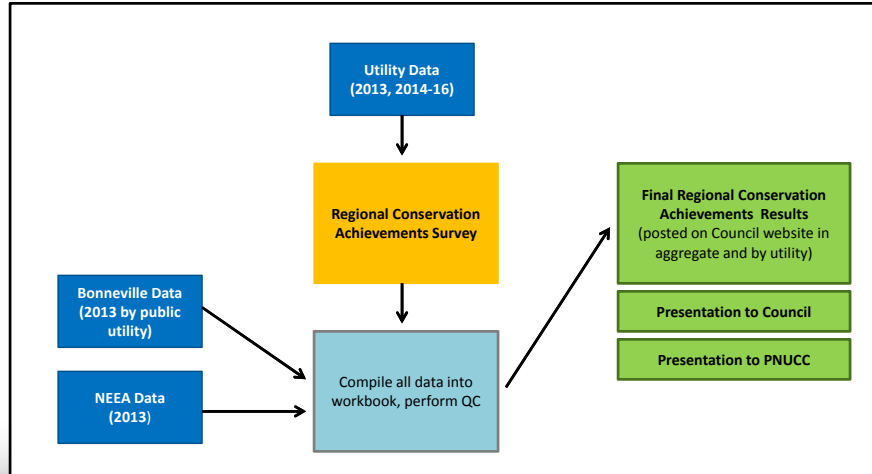 Utility Data
(2013, 2014-16)
Regional Conservation
Achievements Survey
Final Regional Conservation
Achievements Results
(posted on Council website in
aggregate and by utility)
Bonneville Data
(2013 by public
utility)
Presentation to Council
Compile all data into
workbook, perform QC
Presentation to PNUCC
NEEA Data
(2013)